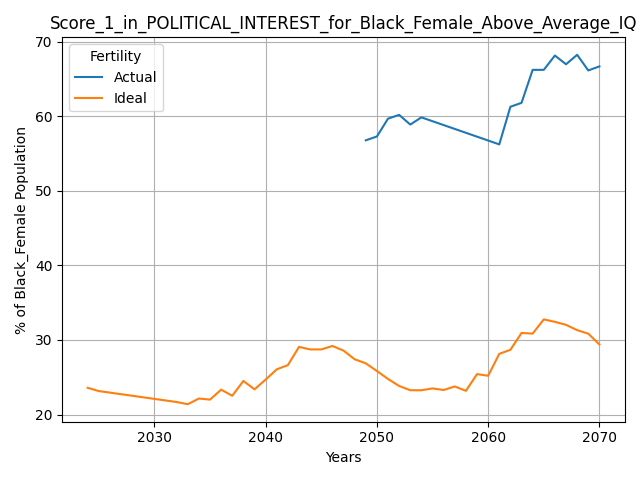 Score_1_in_POLITICAL_INTEREST_for_Black_Female_Above_Average_IQ
Fertility
Actual
Ideal
% of Black_Female Population
70
60
50
40
30
20
2030
2040
2050
2060
2070
Years